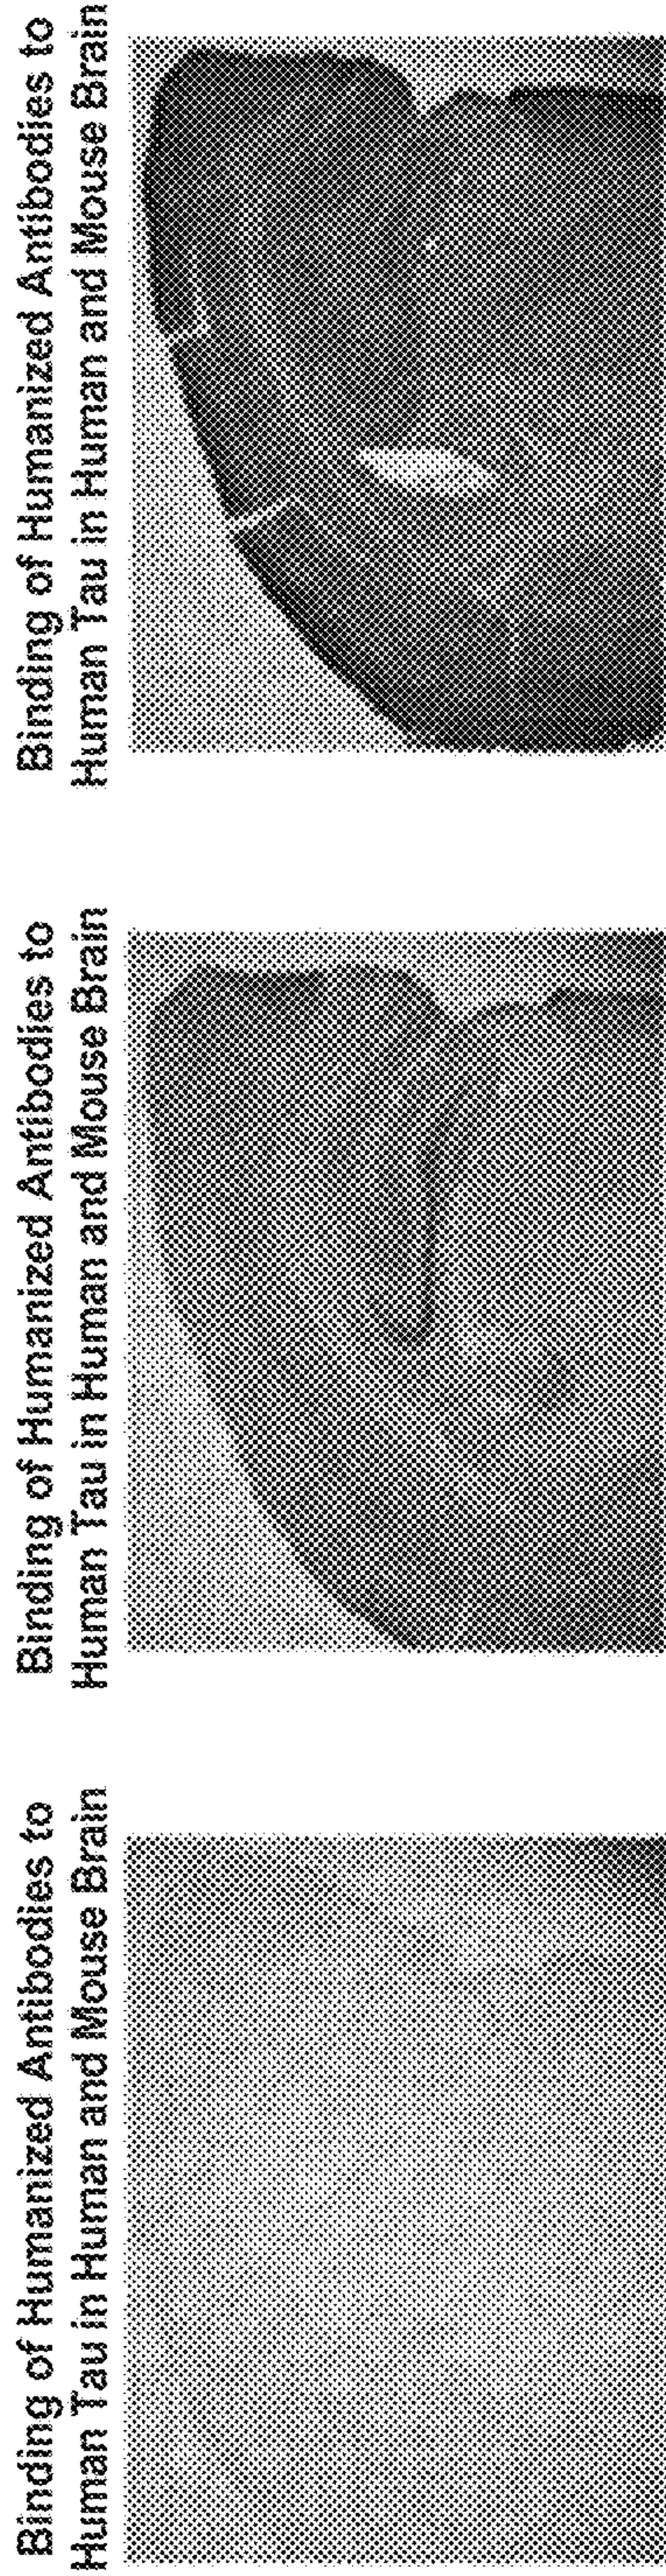 Binding of Humanized Antibodies to
Human Tau in Human and Mouse Brain
Binding of Humanized Antibodies to
Human Tau in Human and Mouse Brain
Binding of Humanized Antibodies to
Human Tau in Human and Mouse Brain